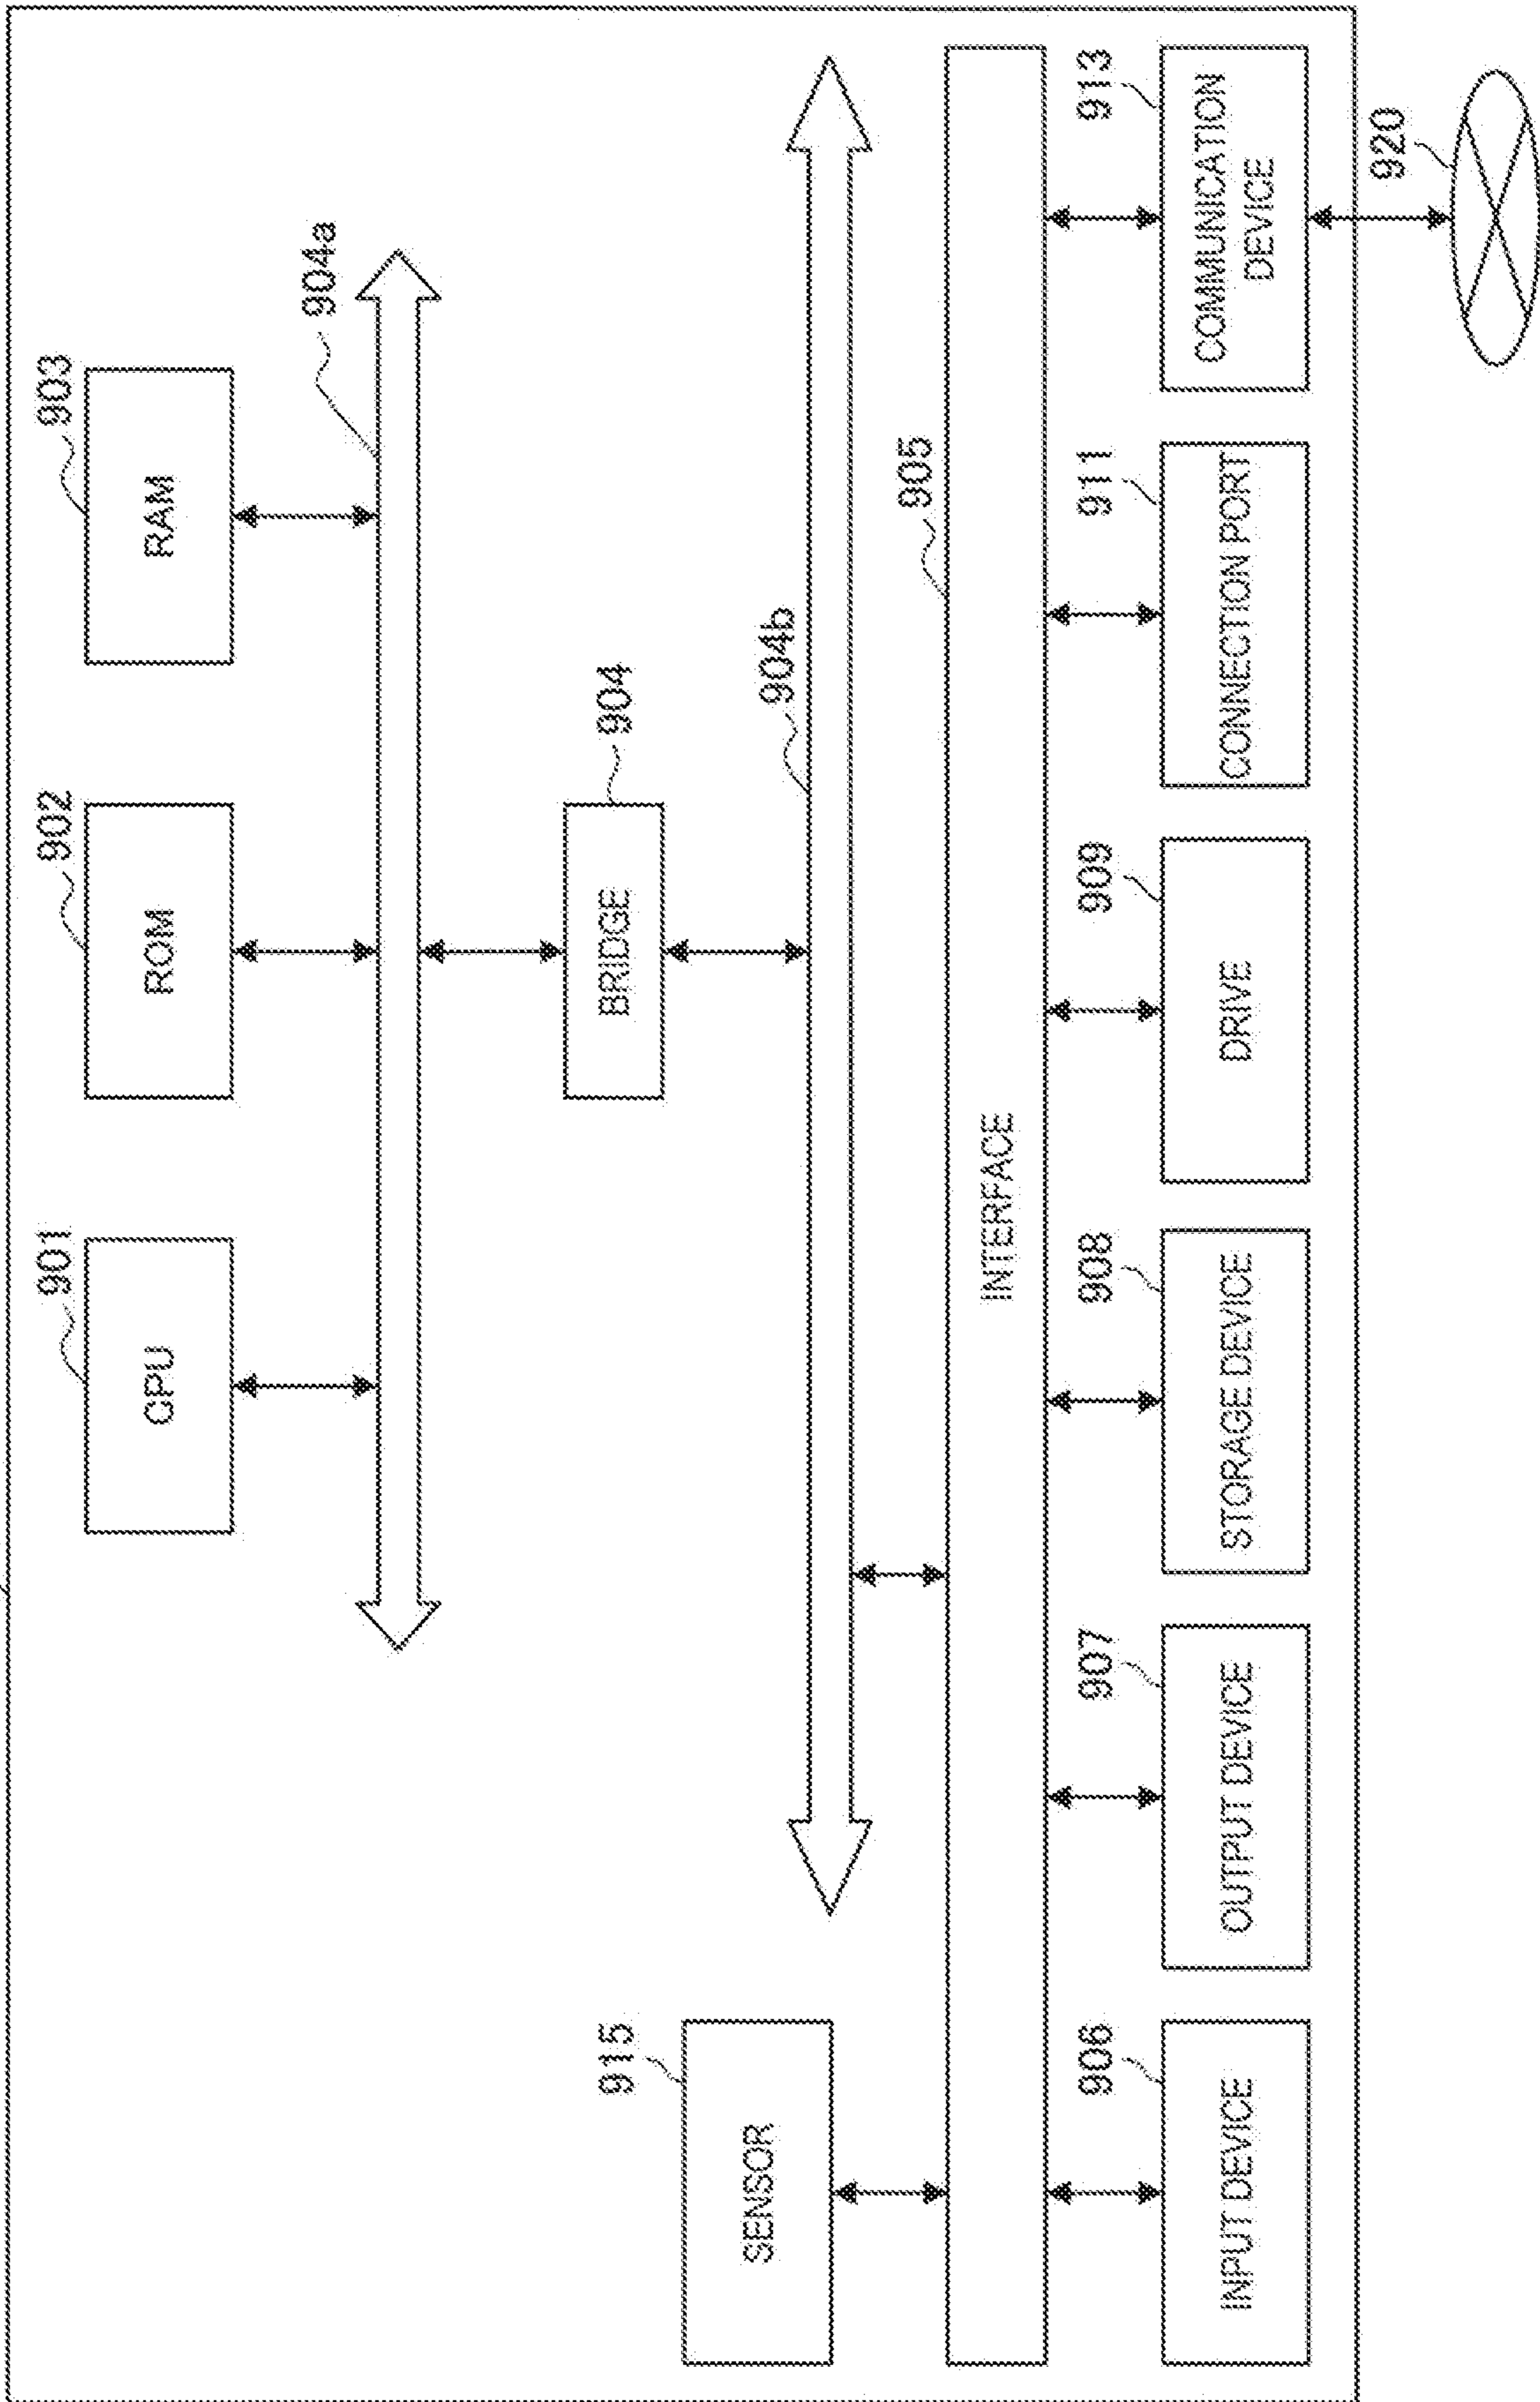 901
CPU
902
ROM
903
RAM
904a
904
BRIDGE
904b
915
SENSOR
905
INTERFACE
906
INPUT DEVICE
907
OUTPUT DEVICE
908
STORAGE DEVICE
909
DRIVE
911
CONNECTION PORT
913
COMMUNICATION
DEVICE
920